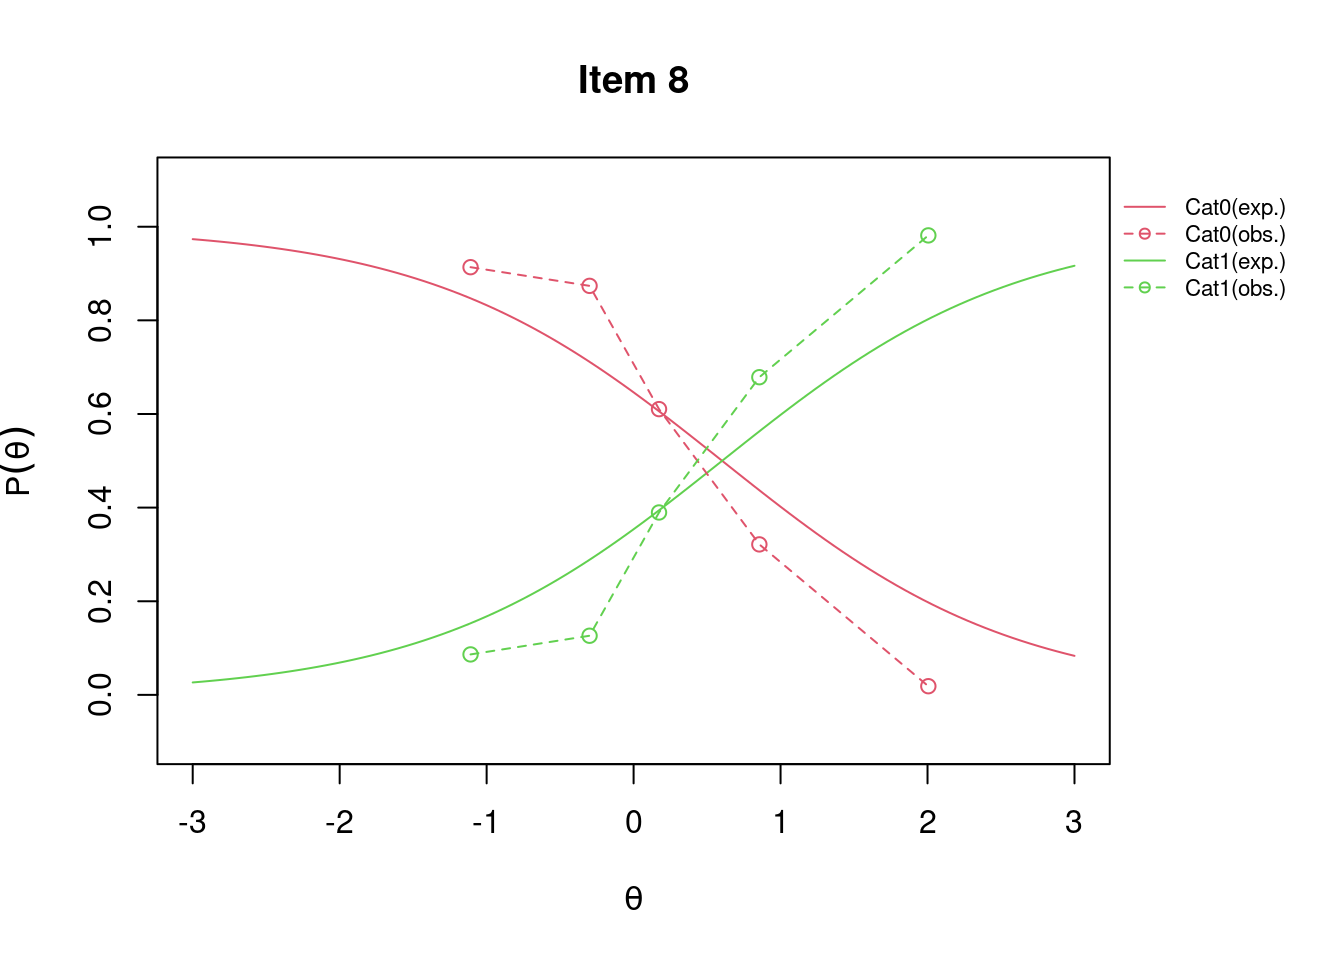 Item 8
Cat0(exp.)
Cat0(obs.)
Cat1(exp.)
Cat1(obs.)
P(θ)
1.0
0.8
0.6
0.4
0.2
0.0
-3 -2 -1 0 1 2 3
θ